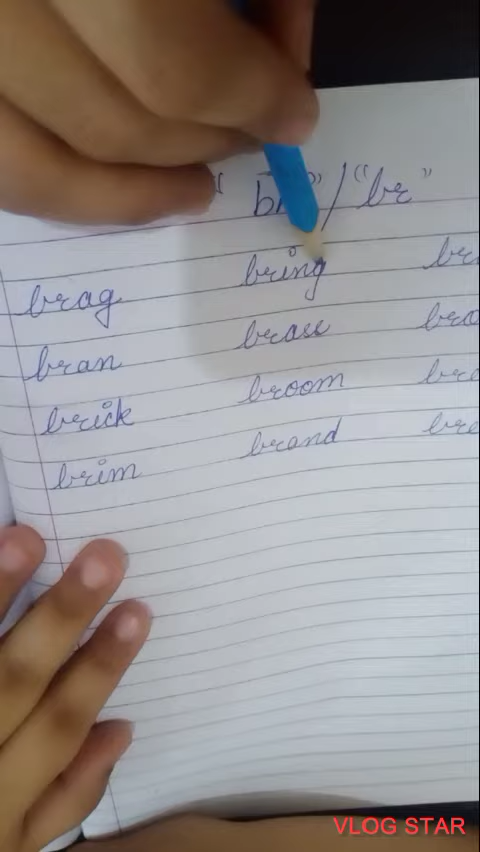 "br" / "br"
brag bring
bran brass
brick broom
brim brand
VLOG STAR